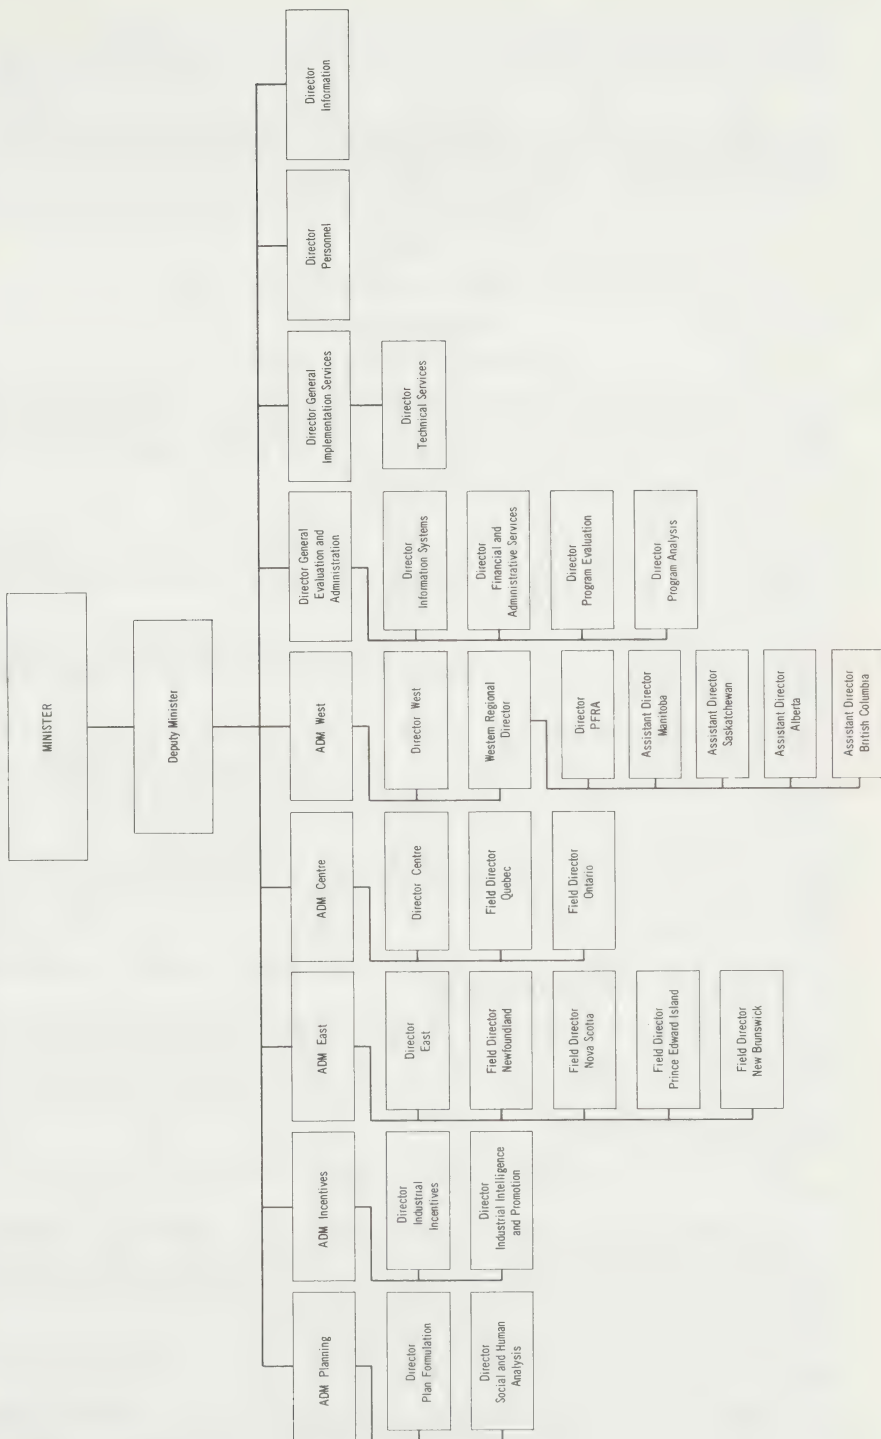 MINISTER
Deputy Minister
ADM Planning
Director
Plan Formulation
Director
Social and Human
Analysis
ADM Incentives
Director
Industrial
Incentives
Director
Industrial Intelligence
and Promotion
ADM East
Director
East
Field Director
Newfoundland
Field Director
Nova Scotia
Field Director
Prince Edward Island
Field Director
New Brunswick
ADM Centre
Director Centre
Field Director
Quebec
Field Director
Ontario
ADM West
Director West
Western Regional
Director
Director
PFRA
Assistant Director
Manitoba
Assistant Director
Saskatchewan
Assistant Director
Alberta
Assistant Director
British Columbia
Director General
Evaluation and
Administration
Director
Information Systems
Director
Financial and
Administrative Services
Director
Program Evaluation
Director
Program Analysis
Director General
Implementation Services
Director
Technical Services
Director
Personnel
Director
Information